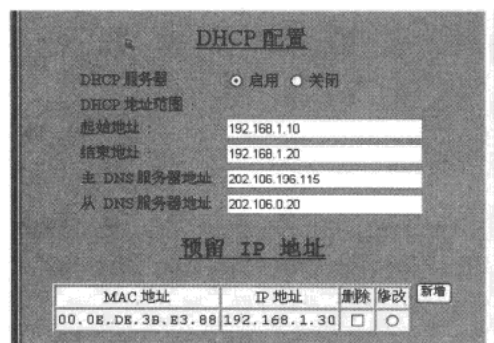 DHCP 配置
DHCP 服务器 启用 关闭
DHCP 地址范围:
起始地址:
192.168.1.10
结束地址:
192.168.1.20
主 DNS 服务器地址
202.106.196.115
从 DNS 服务器地址
202.106.0.20
预留 IP 地址
MAC 地址 IP 地址 删除 修改 新增
00.0E.DE.3B.E3.88 192.168.1.30